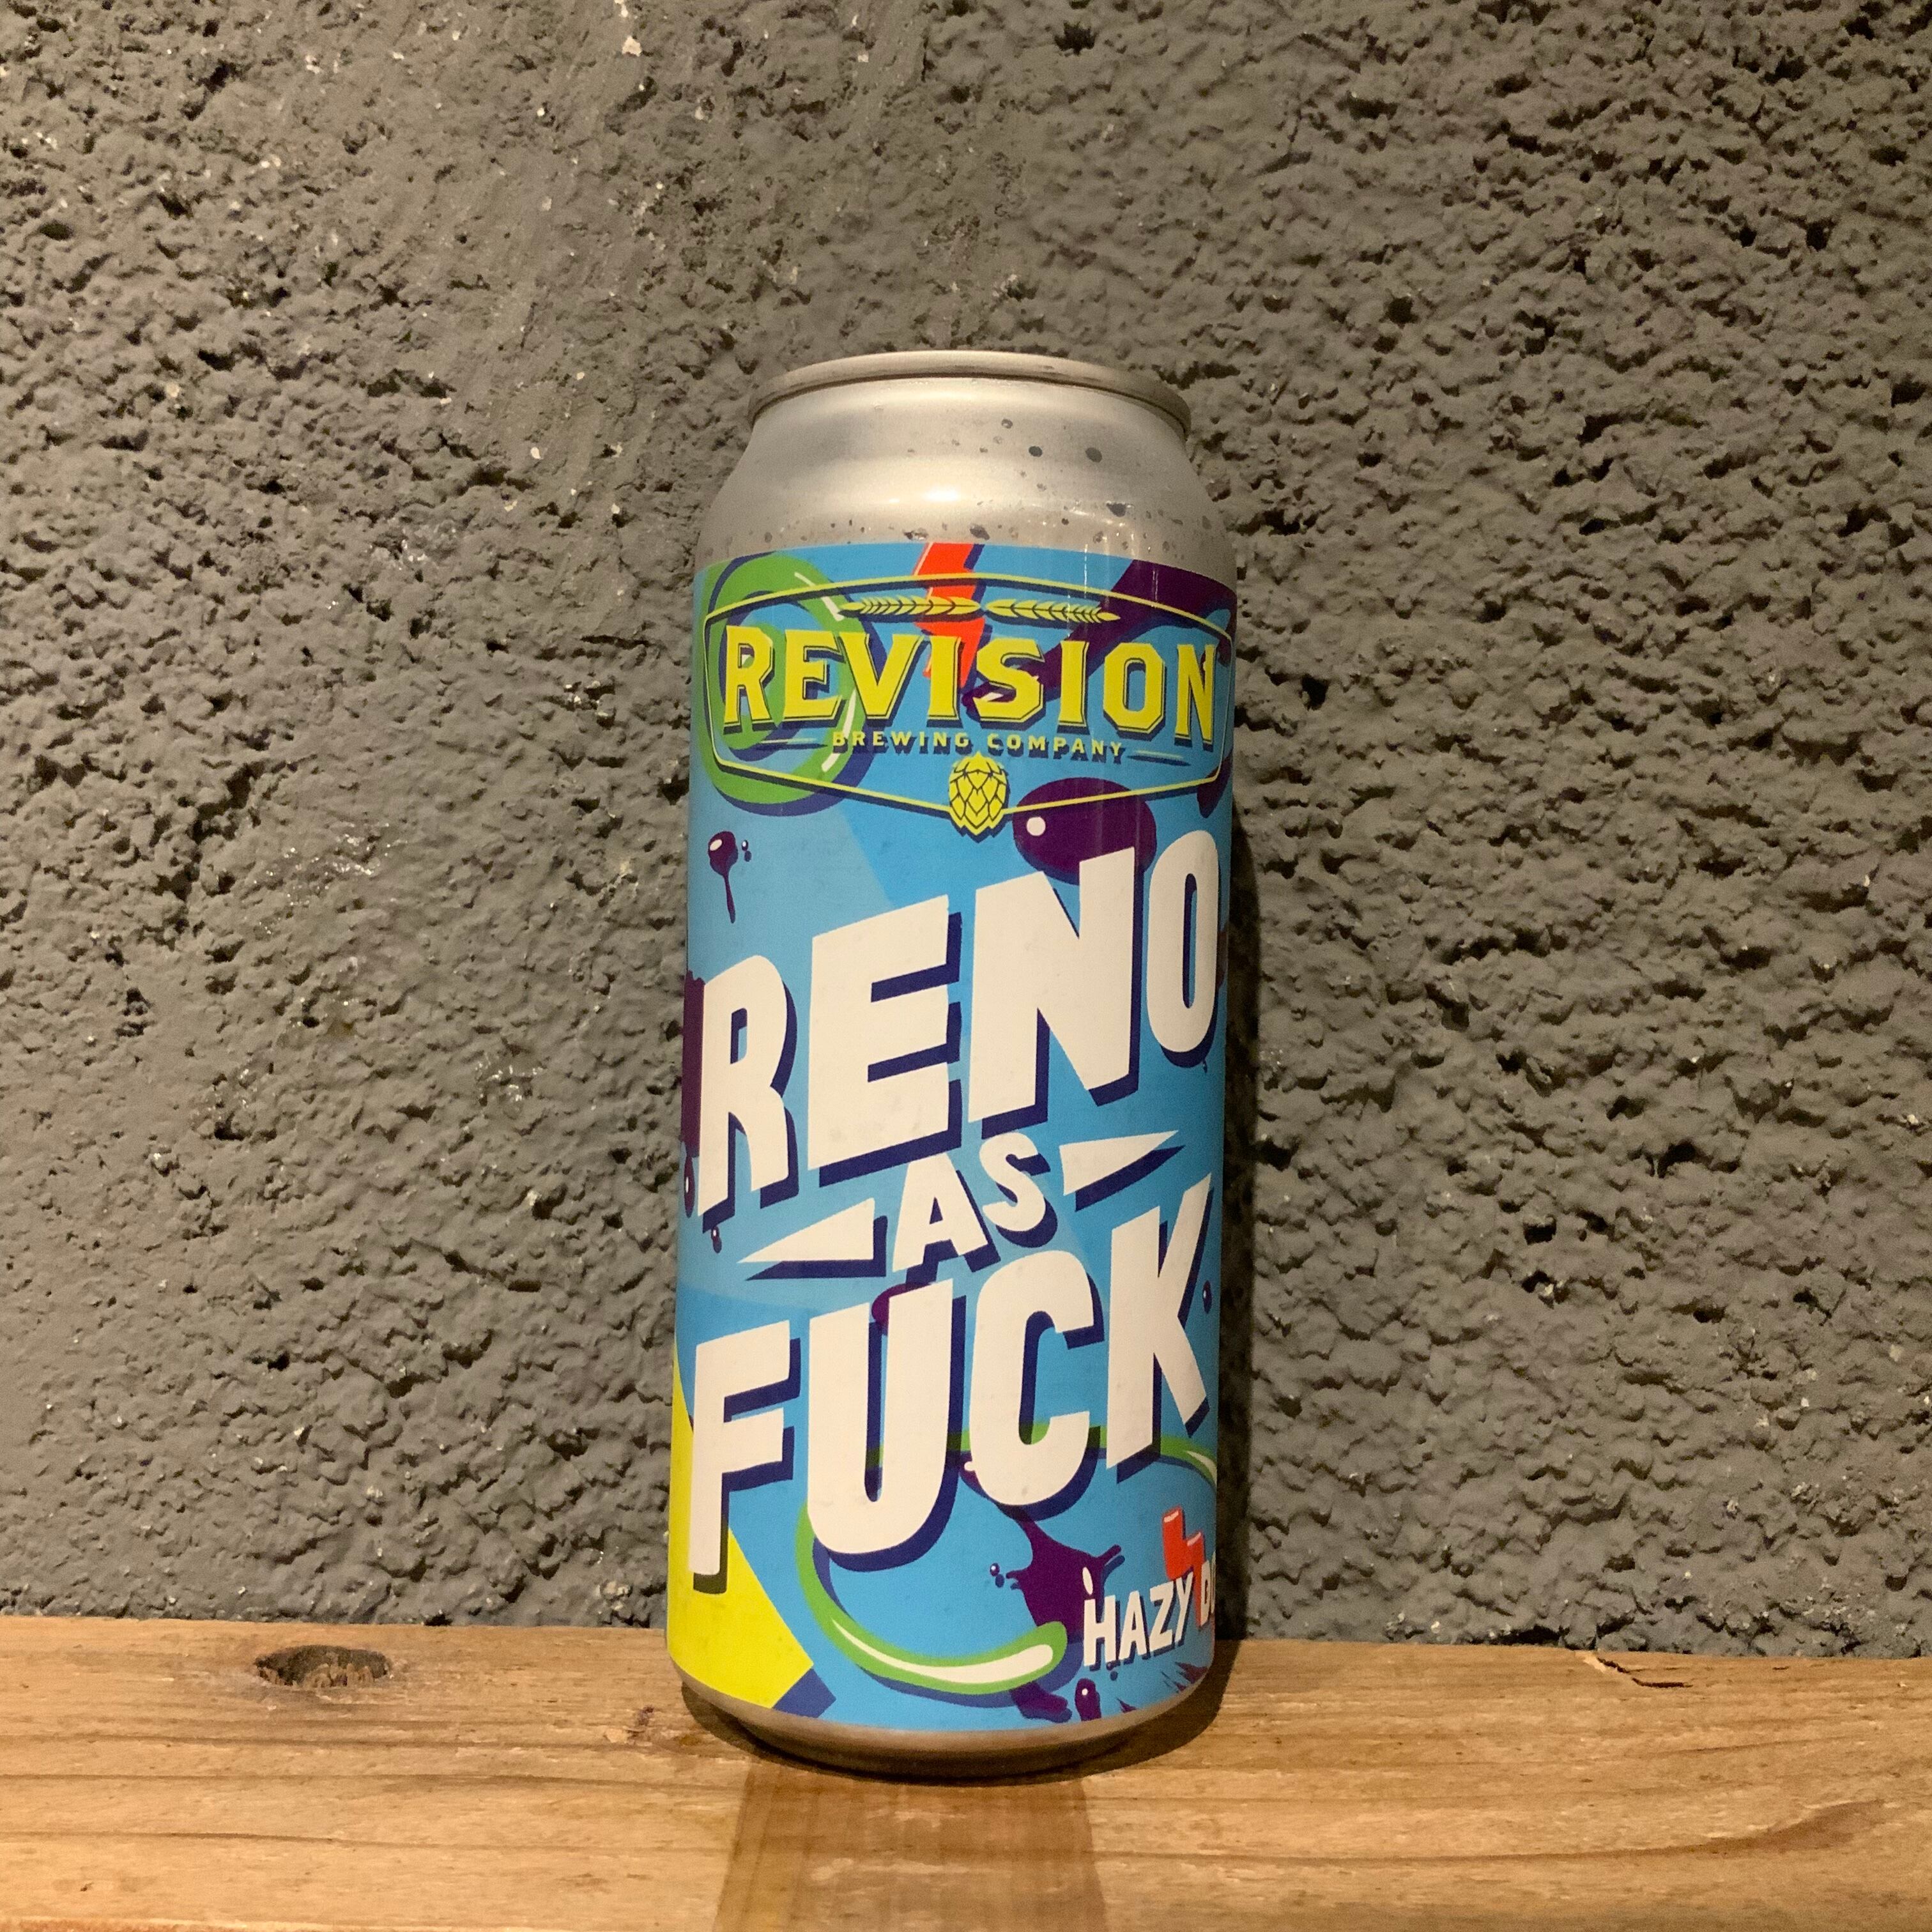 REVISION
BREWING COMPANY
RENO
AS
FUCK
HAZY